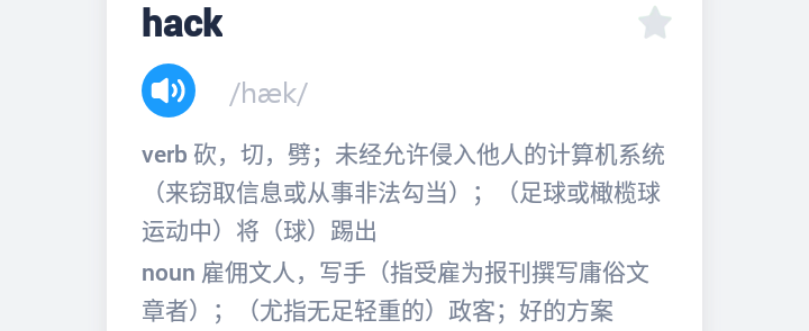 hack
/hæk/
verb 砍，切，劈；未经允许侵入他人的计算机系统
（来窃取信息或从事非法勾当）；（足球或橄榄球
运动中）将（球）踢出
noun 雇佣文人，写手（指受雇为报刊撰写庸俗文
章者）；（尤指无足轻重的）政客；好的方案